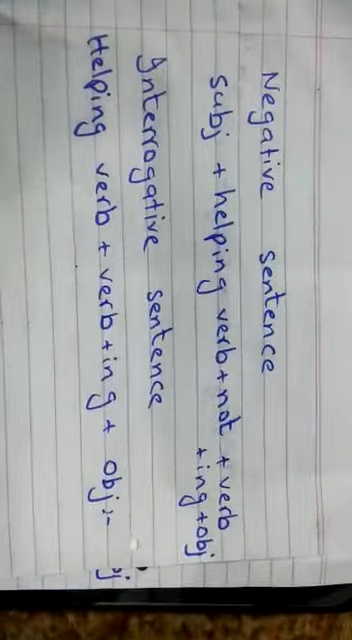 Negative sentence
subj + helping verb + not + verb
+ ing + obj
Interrogative sentence
Helping verb + verb + ing + obj :-